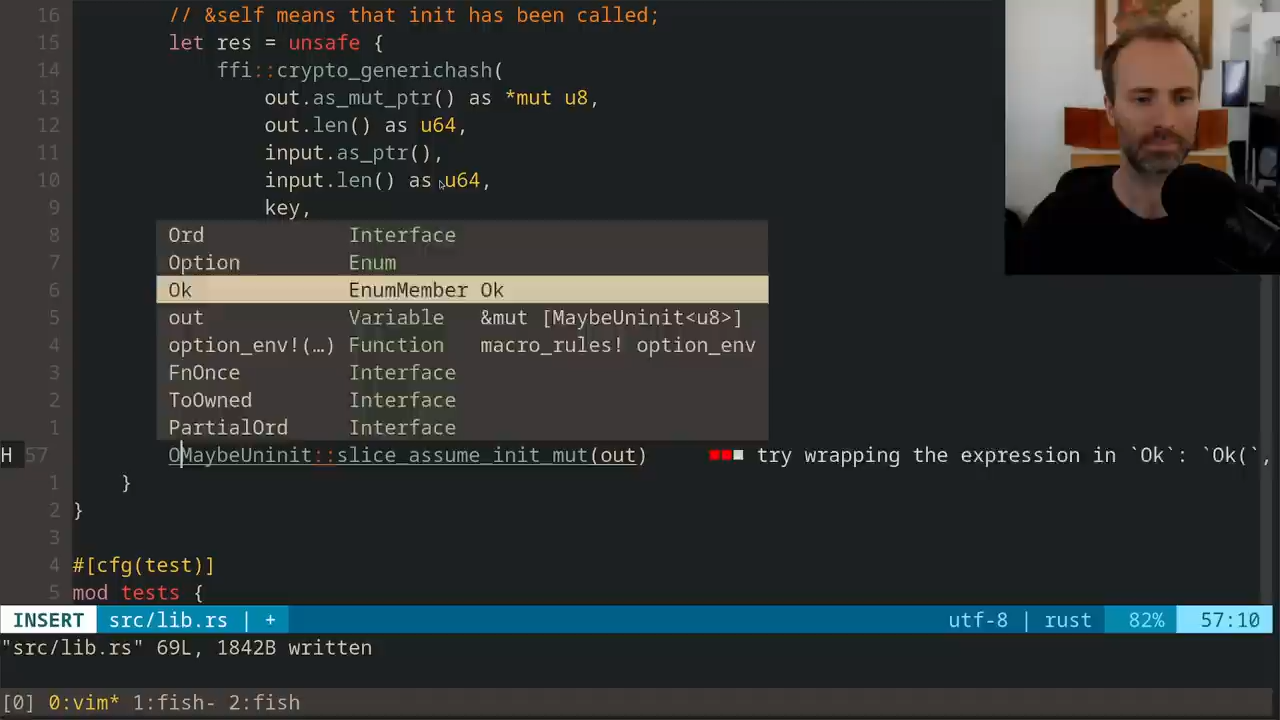 16 // &self means that init has been called;
15 let res = unsafe {
14 ffi::crypto_generichash(
13 out.as_mut_ptr() as *mut u8,
12 out.len() as u64,
11 input.as_ptr(),
10 input.len() as u64,
9 key,
8 Ord Interface
7 Option Enum
6 Ok EnumMember Ok
5 out Variable &mut [MaybeUninit<u8>]
4 option_env!(…) Function macro_rules! option_env
3 FnOnce Interface
2 ToOwned Interface
1 PartialOrd Interface
H 57 OMaybeUninit::slice_assume_init_mut(out) ■■■ try wrapping the expression in `Ok`: `Ok(`,
1 }
2 }
3
4 #[cfg(test)]
5 mod tests {
INSERT src/lib.rs | + utf-8 | rust 82% 57:10
"src/lib.rs" 69L, 1842B written
[0] 0:vim* 1:fish- 2:fish